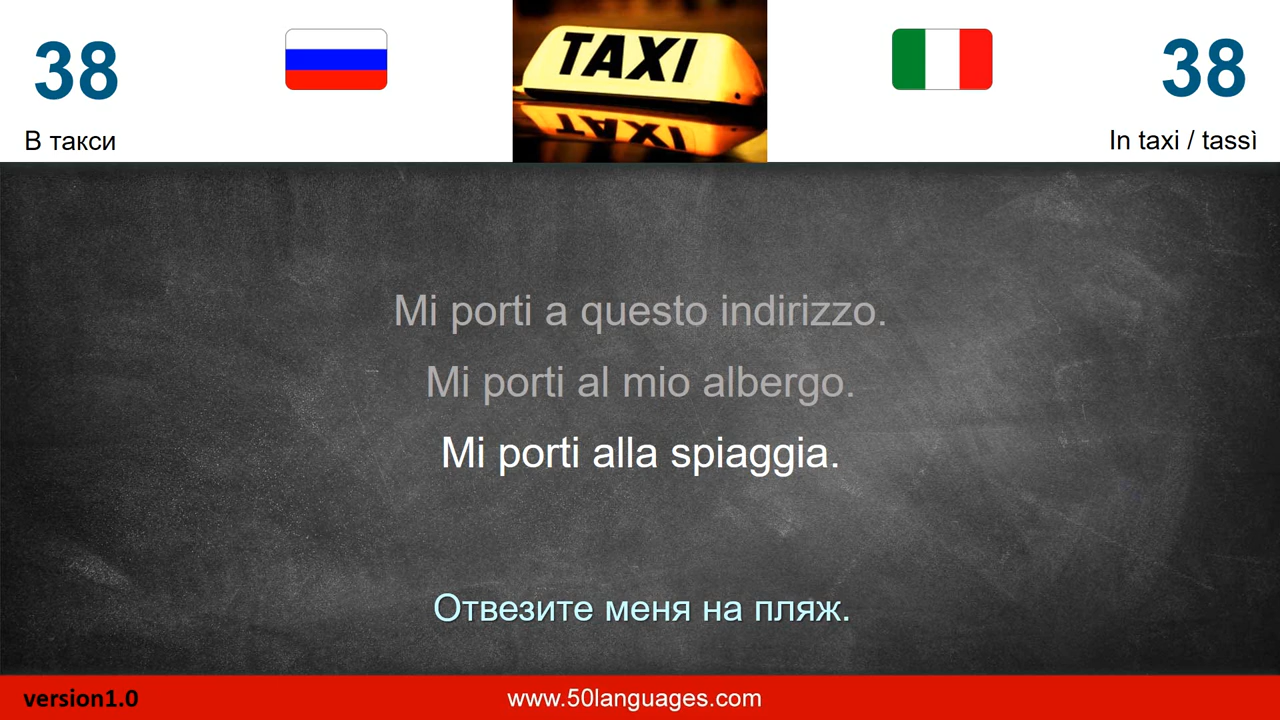 38
TAXI
38
В такси
In taxi / tassì
Mi porti a questo indirizzo.
Mi porti al mio albergo.
Mi porti alla spiaggia.
Отвезите меня на пляж.
version1.0
www.50languages.com